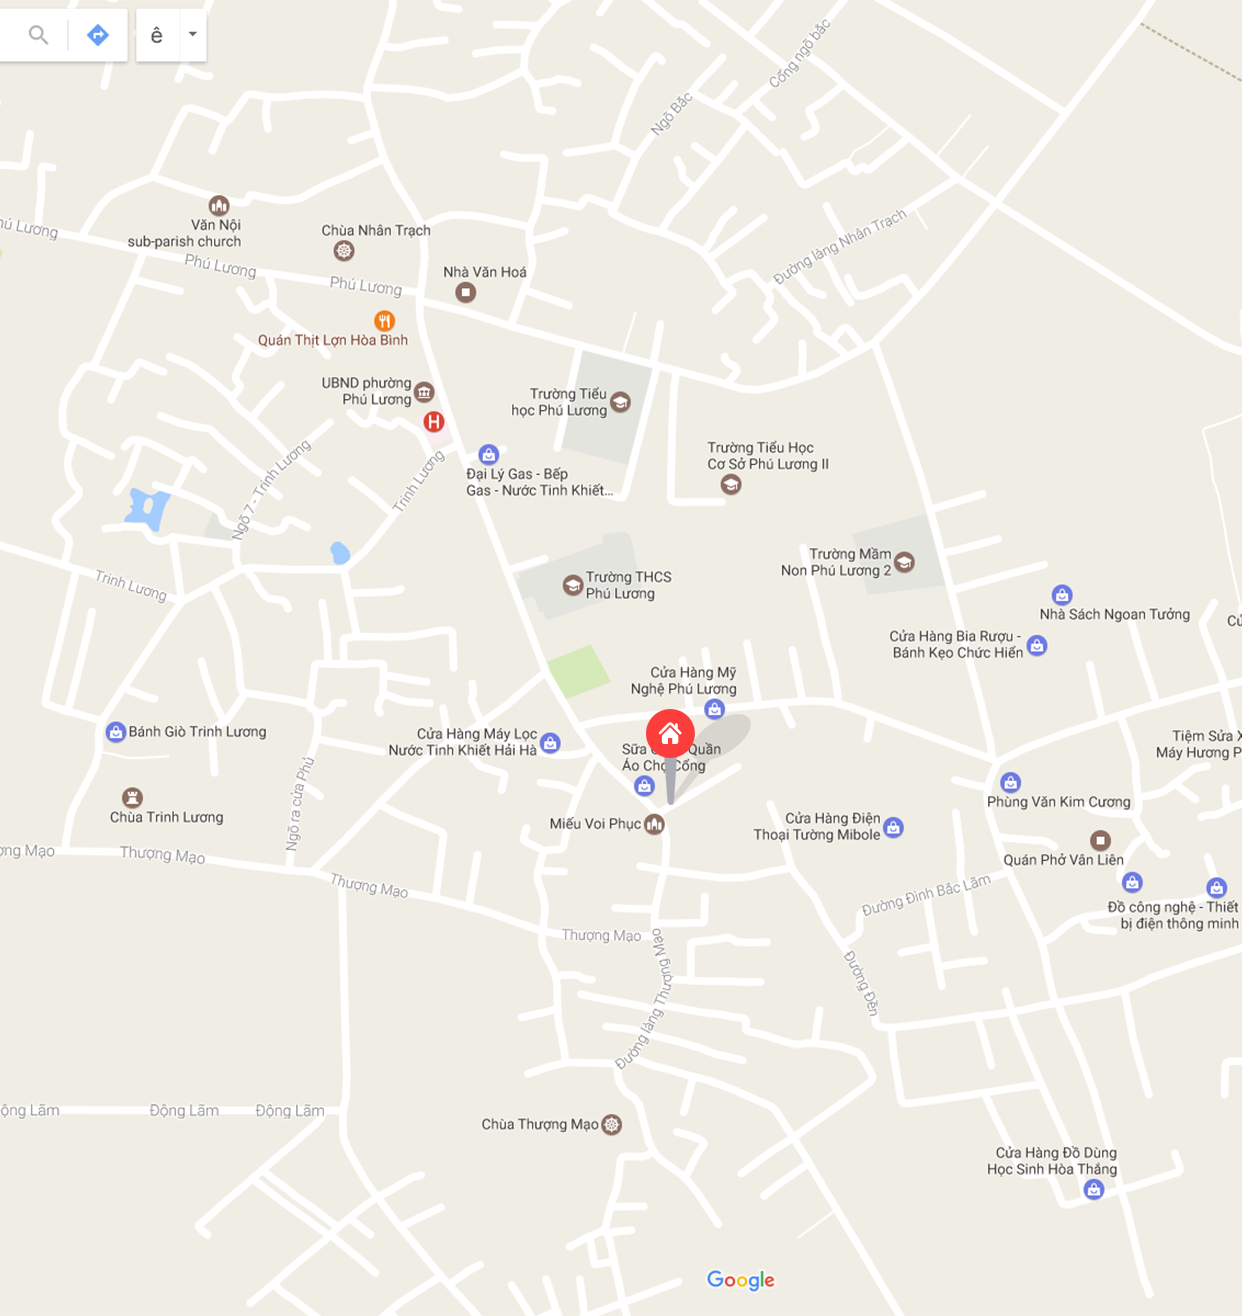 ê
Cổng ngõ bắc
Ngõ Bắc
Văn Nội
sub-parish church
Chùa Nhân Trạch
Đường làng Nhân Trạch
Lương
Phú Lương
Phú Lương
Nhà Văn Hoá
Quán Thịt Lợn Hòa Bình
UBND phường
Phú Lương
H
Trường Tiểu
học Phú Lương
Trường Tiểu Học
Cơ Sở Phú Lương II
Đại Lý Gas - Bếp
Gas - Nước Tinh Khiết...
Ngõ 7 - Trinh Lương
Trinh Lương
Trinh Lương
Trường THCS
Phú Lương
Trường Mầm
Non Phú Lương 2
Nhà Sách Ngoan Tưởng
Cửa Hàng Bia Rượu -
Bánh Kẹo Chức Hiển
Cửa Hàng Mỹ
Nghệ Phú Lương
Bánh Giò Trinh Lương
Cửa Hàng Máy Lọc
Nước Tinh Khiết Hải Hà
Sữa Quần
Áo Chợ Cổng
Tiệm Sửa X
Máy Hương P
Ngõ ra cửa Phủ
Chùa Trinh Lương
Miếu Voi Phục
Phùng Văn Kim Cương
Cửa Hàng Điện
Thoại Tường Mibole
Quán Phở Vân Liên
Mạo
Thượng Mạo
Thượng Mạo
Đường Đình Bắc Lãm
Đồ công nghệ - Thiết
bị điện thông minh
Thượng Mạo
Đường làng Thượng Mạo
Đường Đền
Lãm
Động Lãm
Động Lãm
Chùa Thượng Mạo
Cửa Hàng Đồ Dùng
Học Sinh Hòa Thắng
Google